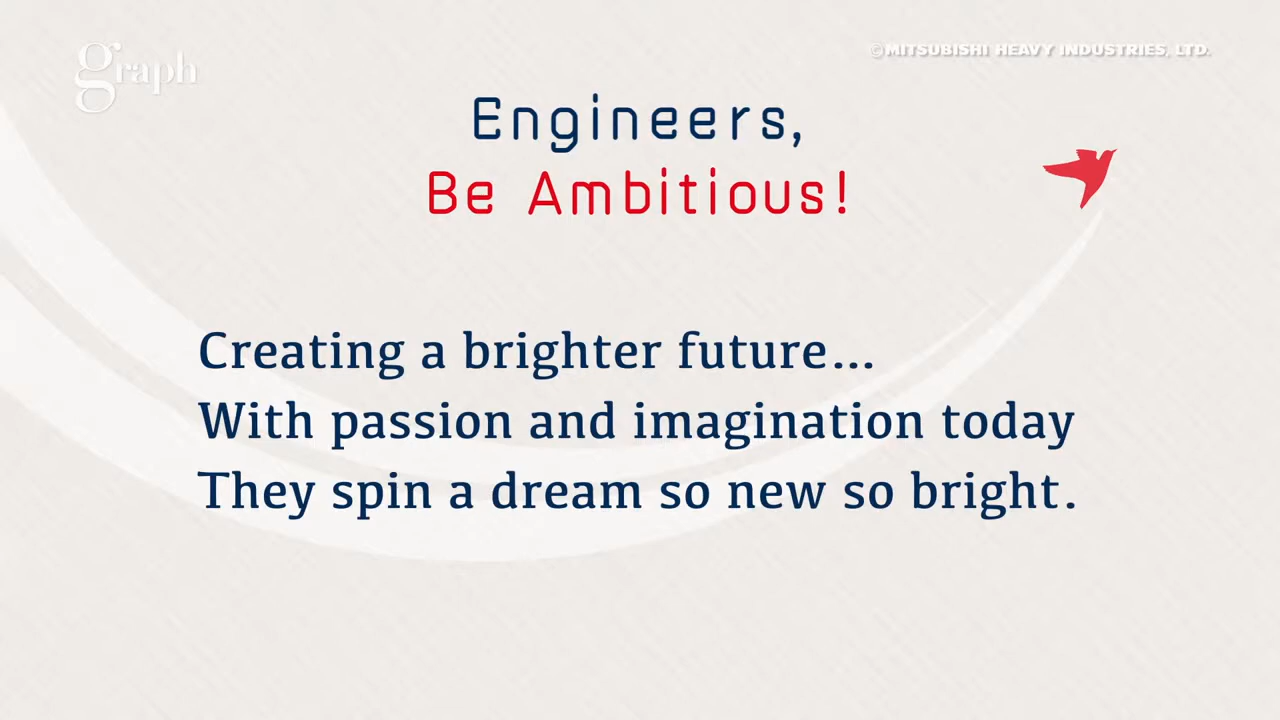 graph
©MITSUBISHI HEAVY INDUSTRIES, LTD.
Engineers,
Be Ambitious!
Creating a brighter future...
With passion and imagination today
They spin a dream so new so bright.